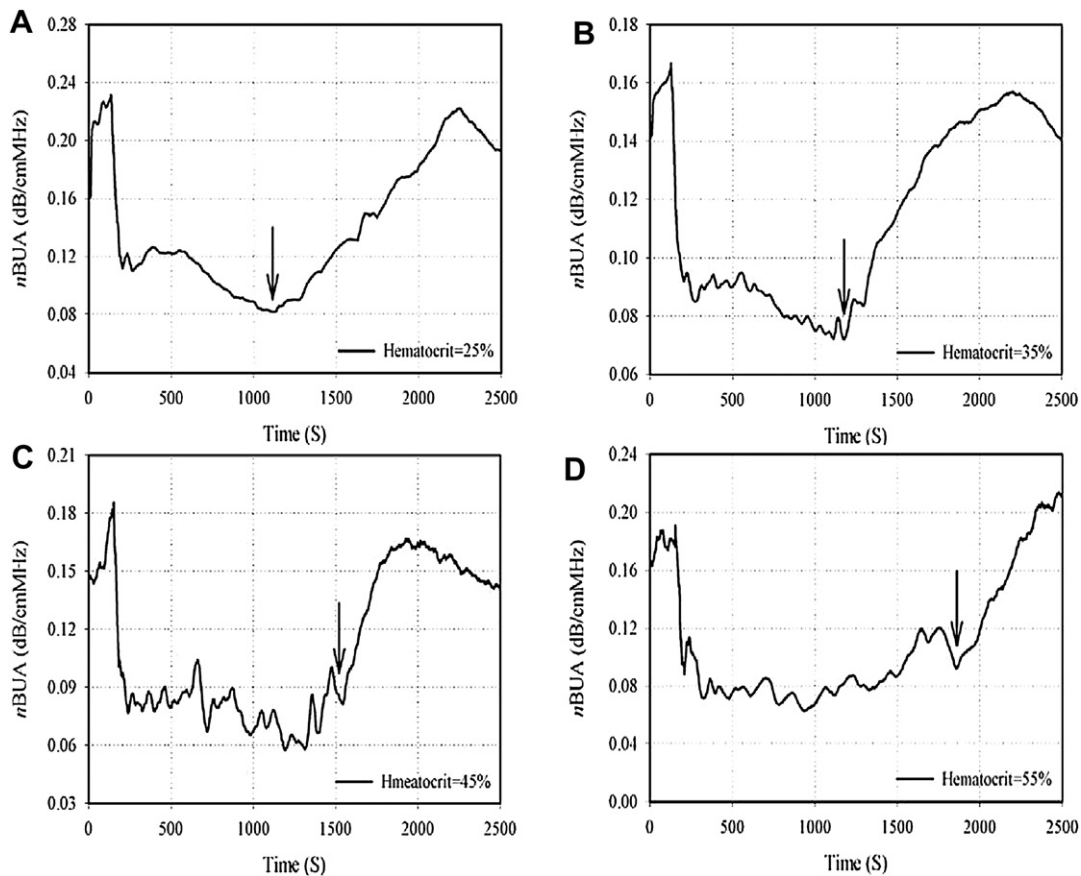 A
0.28
0.24
0.20
0.16
0.12
0.08
0.04
nBUA (dB/cmMHz)
Hematocrit=25%
0 500 1000 1500 2000 2500
Time (S)
B
0.18
0.16
0.14
0.12
0.10
0.08
0.06
nBUA (dB/cmMHz)
Hematocrit=35%
0 500 1000 1500 2000 2500
Time (S)
C
0.21
0.18
0.15
0.12
0.09
0.06
0.03
nBUA (dB/cmMHz)
Hmeatocrit=45%
0 500 1000 1500 2000 2500
Time (S)
D
0.24
0.20
0.16
0.12
0.08
0.04
0.00
nBUA (dB/cmMHz)
Hematocrit=55%
0 500 1000 1500 2000 2500
Time (S)